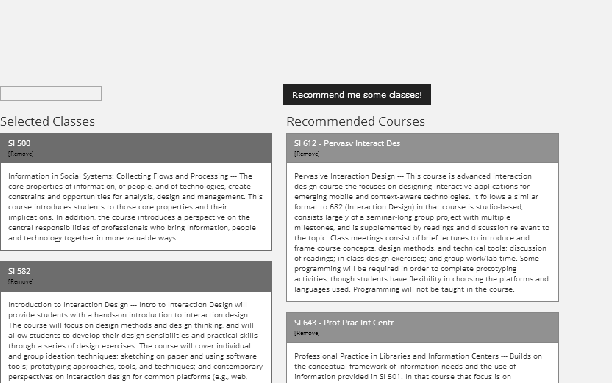 Recommend me some classes!
Selected Classes
SI 500
[Remove]
Information in Social Systems: Collecting Flows and Processing --- The
core properties of information, of people, and of technologies, create
constrains and opportunities for analysis, design and management. This
course introduces students to those core properties and their
implications. In addition, the course introduces a perspective on the
central responsibilities of professionals who bring information, people
and technology together in more valuable ways.
SI 582
Introduction to Interaction Design --- Intro to Interaction Design will
provide students with a hands-on introduction to interaction design.
The course will focus on design methods and design thinking, and will
allow students to develop their design sensibilities and practical skills
through a series of design exercises. The course will cover individual
and group ideation techniques; sketching on paper and using software
tools; prototyping approaches, tools, and techniques; and contemporary
perspectives on interaction design for common platforms (e.g., web,
Recommended Courses
SI 612 - Pervasv Interact Des
[Remove]
Pervasive Interaction Design --- This course is advanced interaction
design course the focuses on designing interactive applications for
emerging mobile and context-aware technologies. It follows a similar
format to 682 (Interaction Design) in that course is studio-based,
consists largely of a seminar-long group project with multiple
milestones, and is supplemented by readings and discussion relevant to
the topic. Class meetings consist of brief lectures to introduce and
frame course concepts, design methods, and technical tools; discussion
of readings; in class design exercises; and group work/lab time. Some
programming will be required in order to complete prototyping
activities, though students have flexibility in choosing the platforms and
languages used. Programming will not be taught in the course.
SI 643 - Prof Prac Inf Centr
[Remove]
Professional Practice in Libraries and Information Centers --- Builds on
the conceptual framework of information needs and the use of
information provided in SI 501. In that course that focus is on